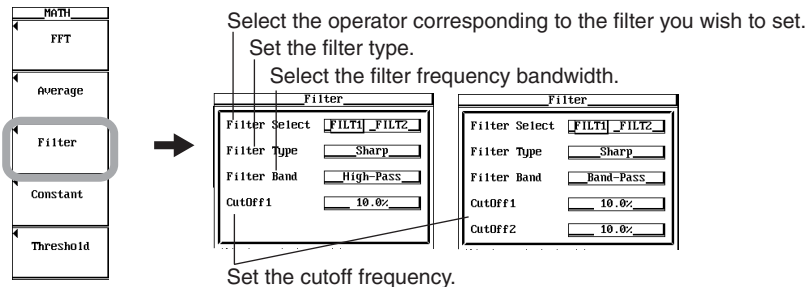 MATH
FFT
Average
Filter
Constant
Threshold
Select the operator corresponding to the filter you wish to set.
Set the filter type.
Select the filter frequency bandwidth.
Filter
Filter Select FILT1 FILT2
Filter Type Sharp
Filter Band High-Pass
CutOff1 10.0%
Filter
Filter Select FILT1 FILT2
Filter Type Sharp
Filter Band Band-Pass
CutOff1 10.0%
CutOff2 10.0%
Set the cutoff frequency.